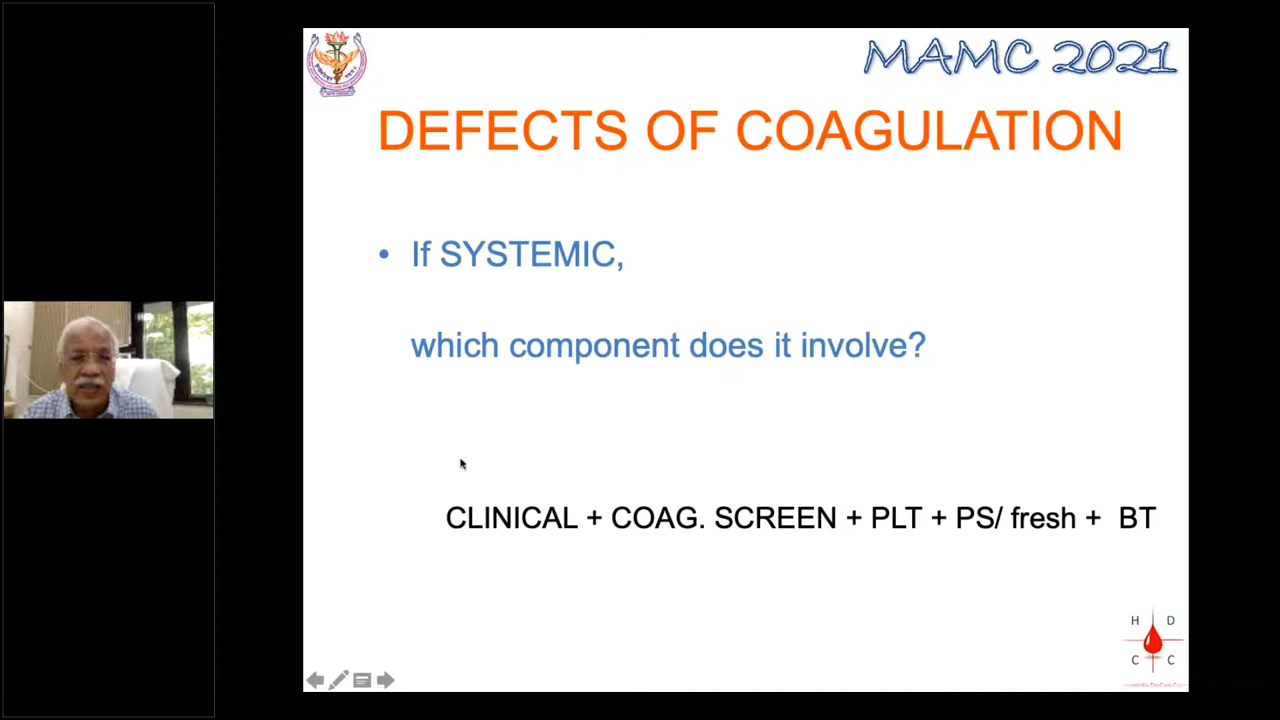 MAMC 2021
DEFECTS OF COAGULATION
• If SYSTEMIC,
which component does it involve?
CLINICAL + COAG. SCREEN + PLT + PS/ fresh + BT
H D
C C